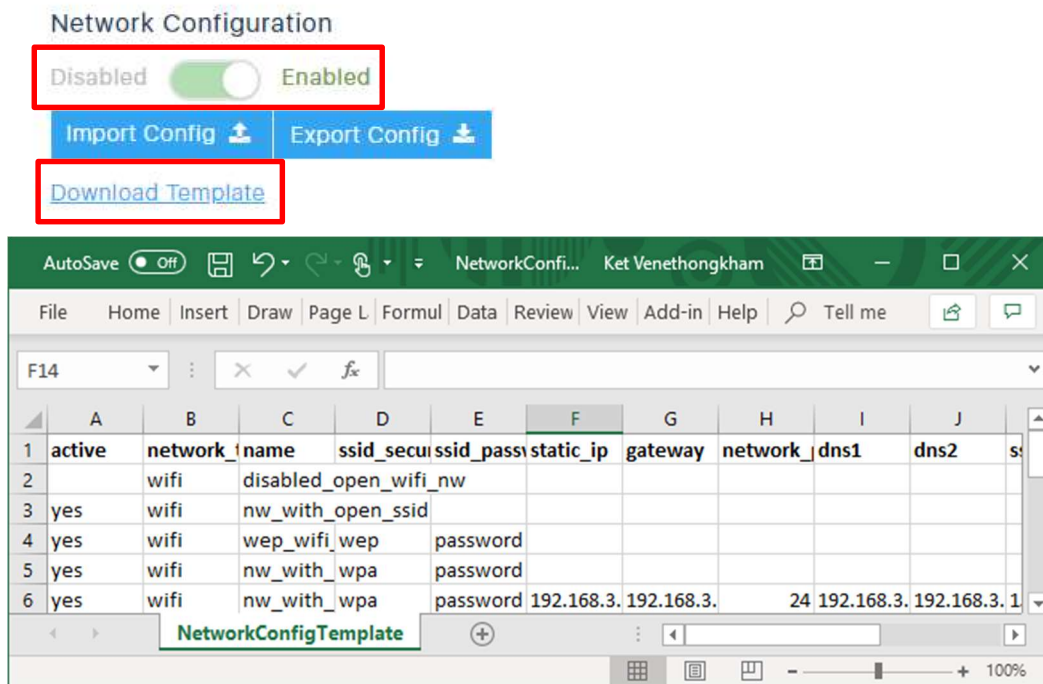 Network Configuration
Disabled Enabled
Import Config Export Config
Download Template
AutoSave Off NetworkConfi... Ket Venethongkham
File Home Insert Draw Page L Formul Data Review View Add-in Help Tell me
F14 fx
A B C D E F G H I J
1 active network_t name ssid_secu ssid_passv static_ip gateway network_p dns1 dns2
2 wifi disabled_open_wifi_nw
3 yes wifi nw_with_open_ssid
4 yes wifi wep_wifi_ wep password
5 yes wifi nw_with_ wpa password
6 yes wifi nw_with_ wpa password 192.168.3. 192.168.3. 24 192.168.3. 192.168.3. 1
NetworkConfigTemplate
100%